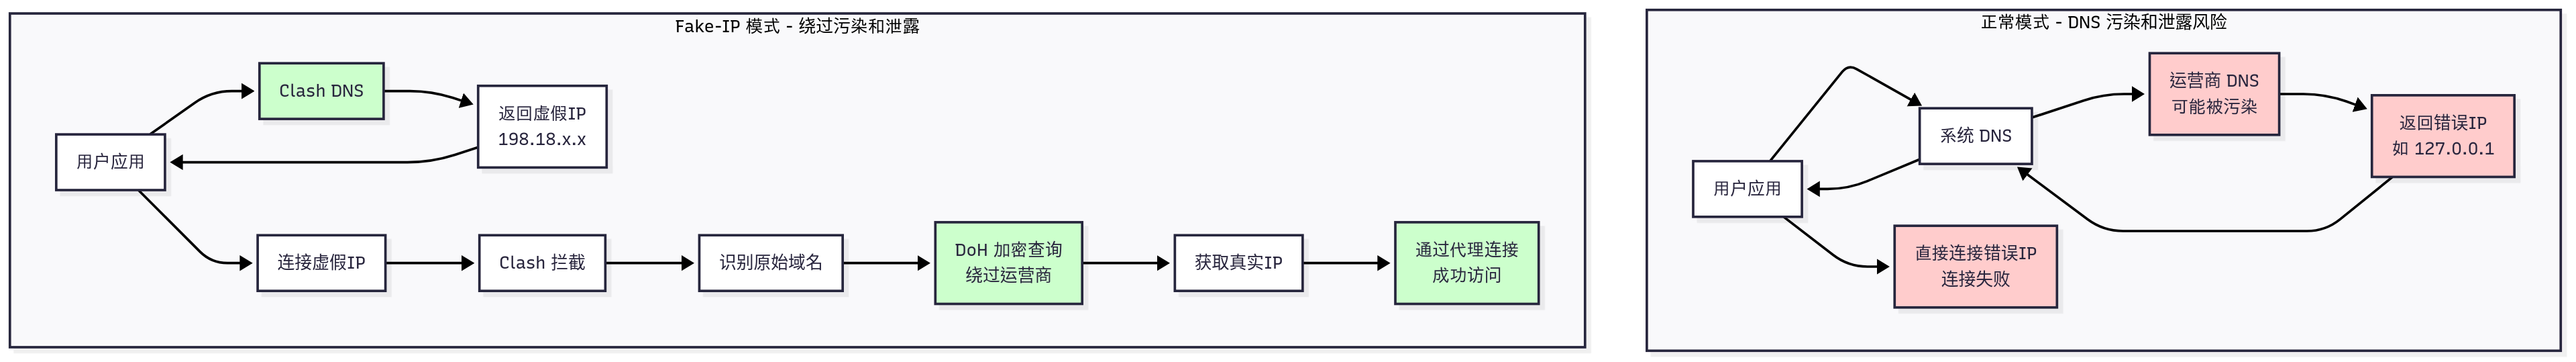 Fake-IP 模式 - 绕过污染和泄露
用户应用
Clash DNS
返回虚假IP
198.18.x.x
连接虚假IP
Clash 拦截
识别原始域名
DoH 加密查询
绕过运营商
获取真实IP
通过代理连接
成功访问
正常模式 - DNS 污染和泄露风险
用户应用
系统 DNS
运营商 DNS
可能被污染
返回错误IP
如 127.0.0.1
直接连接错误IP
连接失败